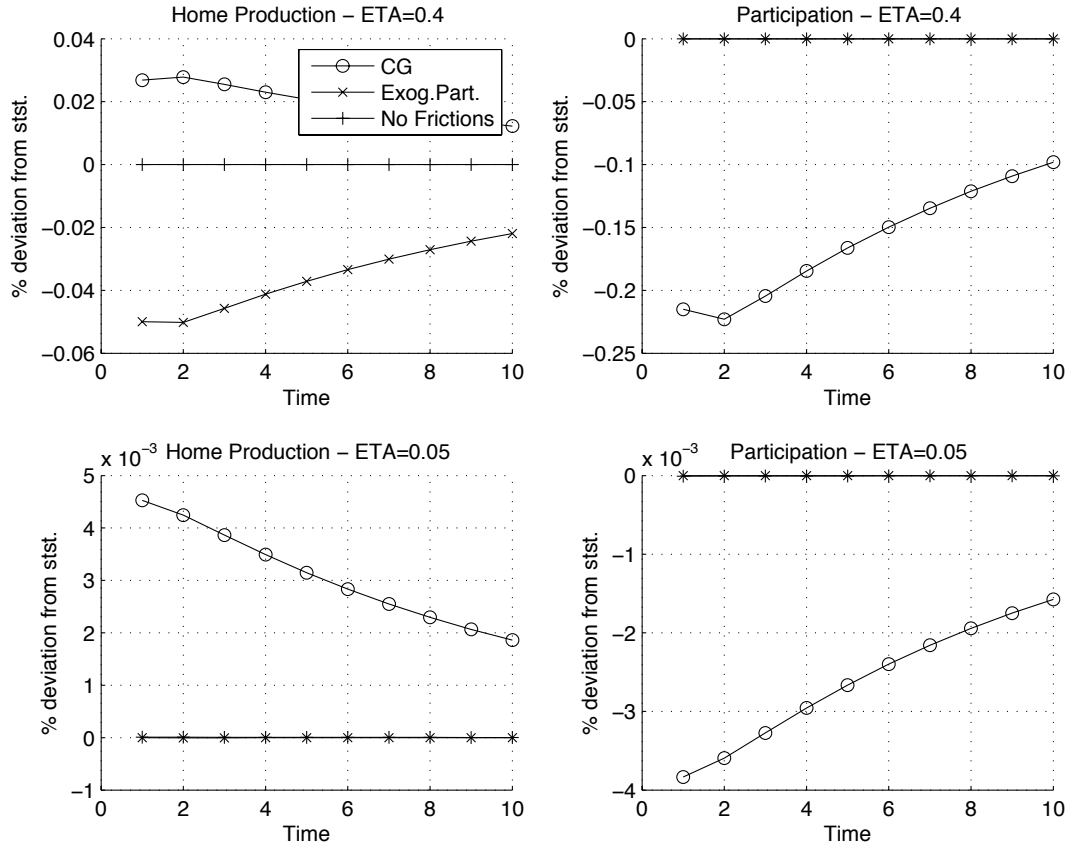 Home Production – ETA=0.4
0.04
0.02
0
−0.02
−0.04
−0.06
% deviation from stst.
CG
Exog.Part.
No Frictions
0 2 4 6 8 10
Time
Participation – ETA=0.4
0
−0.05
−0.1
−0.15
−0.2
−0.25
% deviation from stst.
0 2 4 6 8 10
Time
x 10⁻³
Home Production – ETA=0.05
5
4
3
2
1
0
−1
% deviation from stst.
0 2 4 6 8 10
Time
x 10⁻³
Participation – ETA=0.05
0
−1
−2
−3
−4
% deviation from stst.
0 2 4 6 8 10
Time